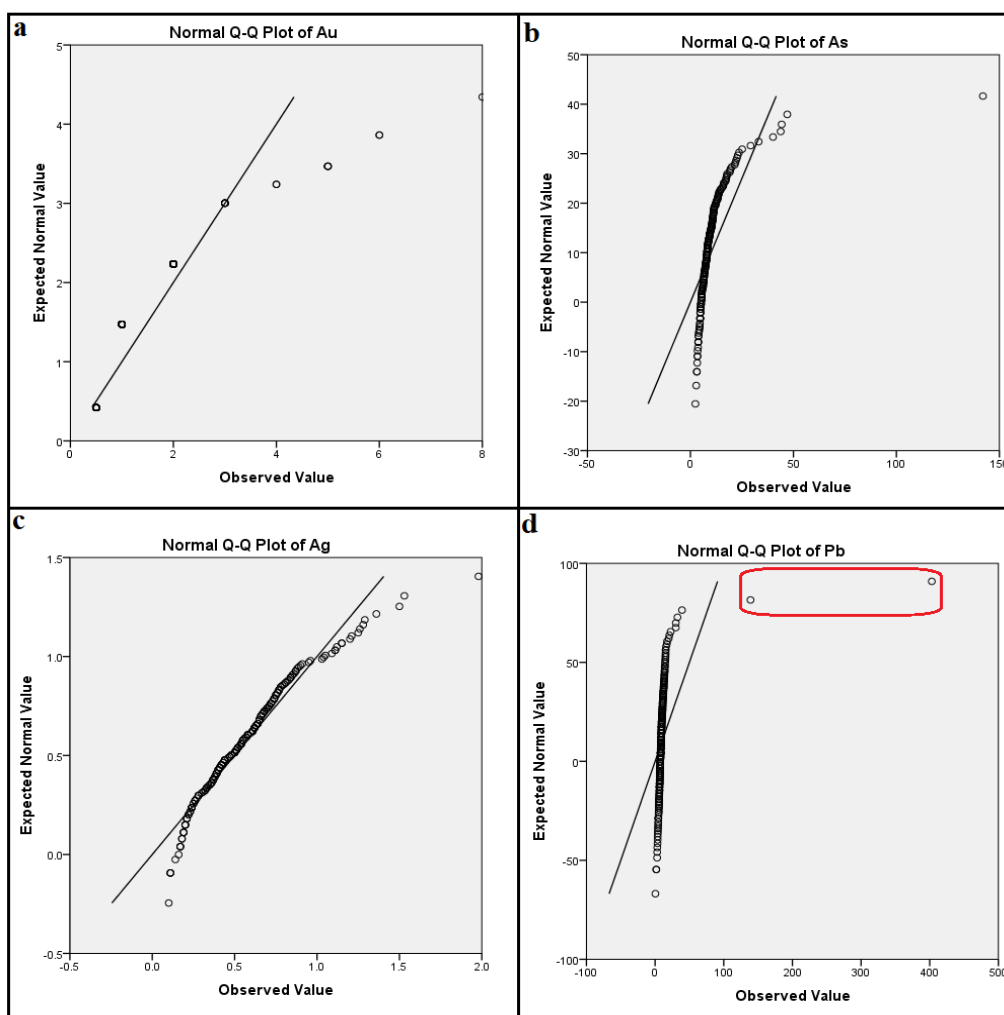 a
Normal Q-Q Plot of Au
Expected Normal Value
5
4
3
2
1
0
0 2 4 6 8
Observed Value
b
Normal Q-Q Plot of As
Expected Normal Value
50
40
30
20
10
0
-10
-20
-30
-50 0 50 100 150
Observed Value
c
Normal Q-Q Plot of Ag
Expected Normal Value
1.5
1.0
0.5
0.0
-0.5
-0.5 0.0 0.5 1.0 1.5 2.0
Observed Value
d
Normal Q-Q Plot of Pb
Expected Normal Value
100
50
0
-50
-100
-100 0 100 200 300 400 500
Observed Value